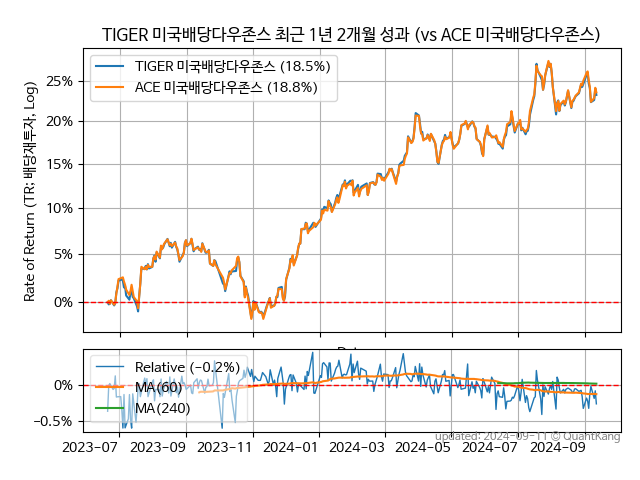 TIGER 미국배당다우존스 최근 1년 2개월 성과 (vs ACE 미국배당다우존스)
TIGER 미국배당다우존스 (18.5%)
ACE 미국배당다우존스 (18.8%)
Rate of Return (TR: 배당재투자, Log)
25%
20%
15%
10%
5%
0%
Relative (−0.2%)
MA(60)
MA(240)
0%
−0.5%
2023−07 2023−09 2023−11 2024−01 2024−03 2024−05 2024−07 2024−09
updated: 2024−09−11 © QuantKang